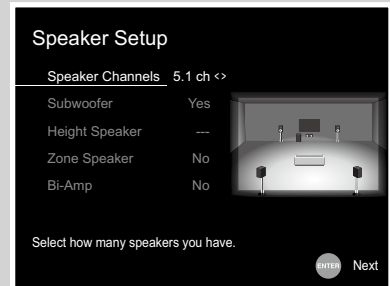 Speaker Setup
Speaker Channels 5.1 ch <>
Subwoofer Yes
Height Speaker ---
Zone Speaker No
Bi-Amp No
Select how many speakers you have.
ENTER Next